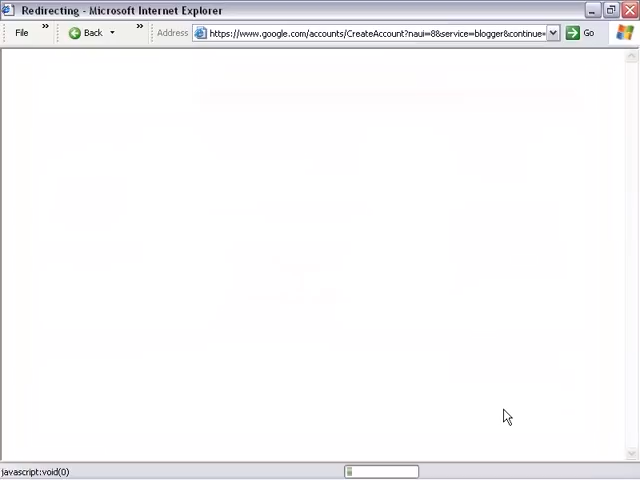 Redirecting - Microsoft Internet Explorer
File » Back » Address https://www.google.com/accounts/CreateAccount?naui=8&service=blogger&continue= Go
javascript:void(0)